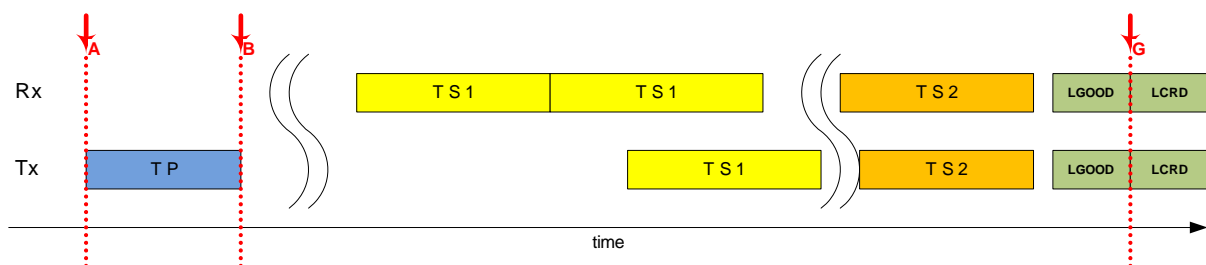 A
B
G
Rx
TS1
TS1
TS2
LGOOD
LCRD
Tx
TP
TS1
TS2
LGOOD
LCRD
time